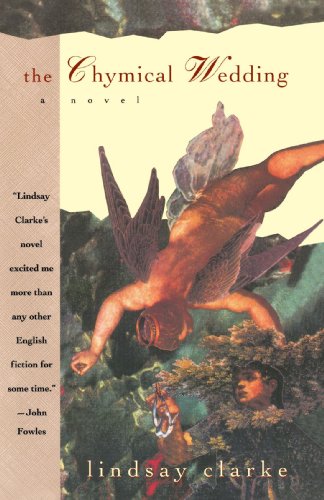 the Chymical Wedding
a novel
"Lindsay
Clarke's
novel
excited me
more than
any other
English
fiction for
some time."
—John
Fowles
lindsay clarke